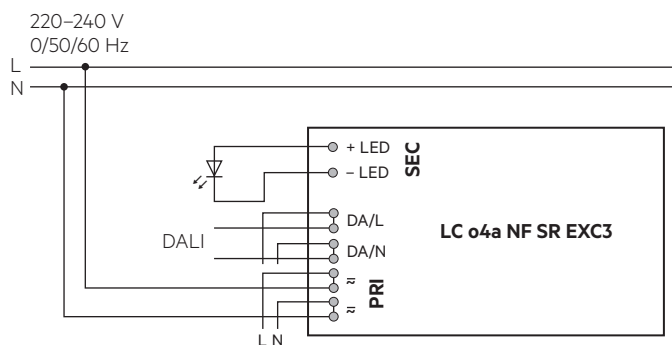 220–240 V
0/50/60 Hz
L
N
+ LED
– LED
SEC
DA/L
LC o4a NF SR EXC3
DALI
DA/N
PRI
L N